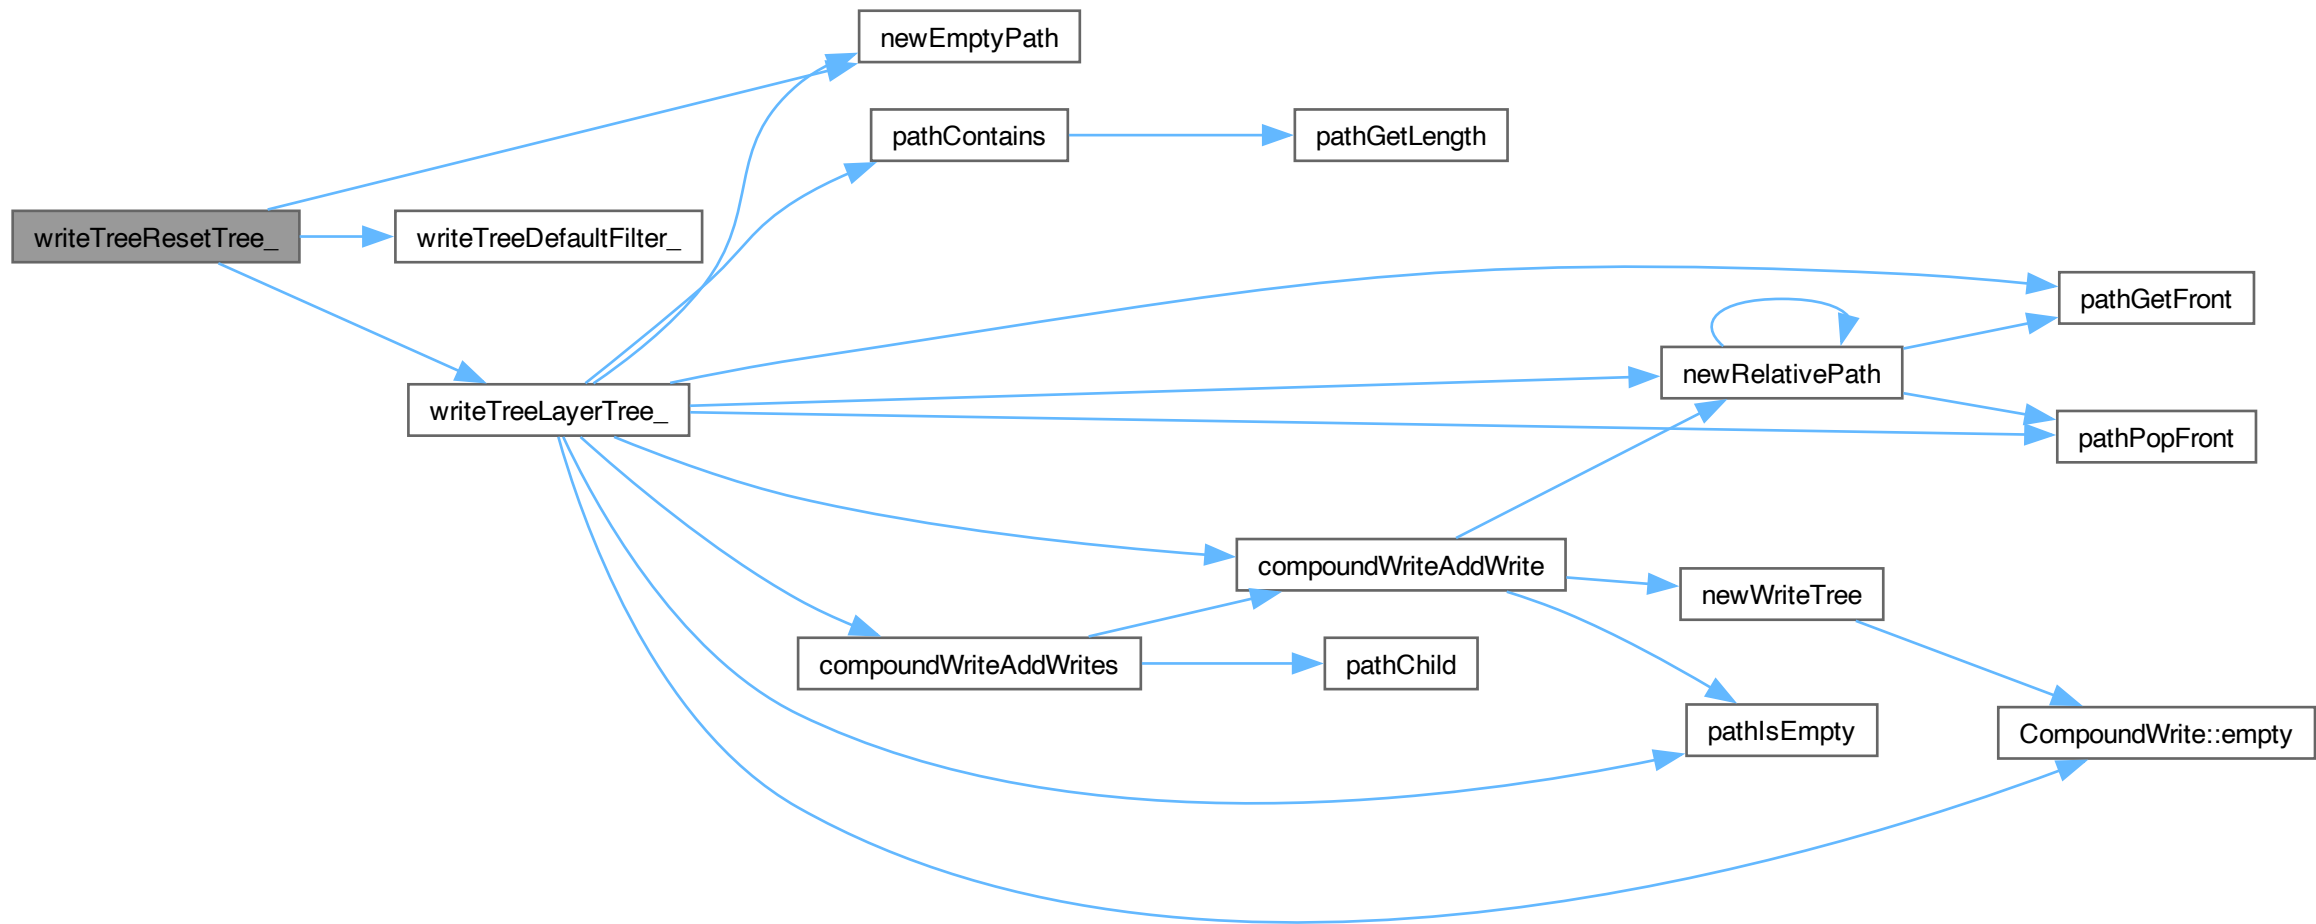 newEmptyPath
pathContains
pathGetLength
writeTreeResetTree_
writeTreeDefaultFilter_
pathGetFront
newRelativePath
writeTreeLayerTree_
pathPopFront
compoundWriteAddWrite
newWriteTree
compoundWriteAddWrites
pathChild
pathIsEmpty
CompoundWrite::empty